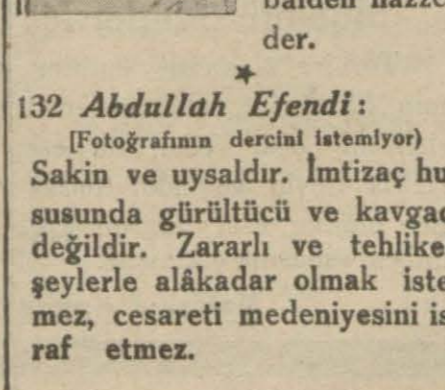 der.
★
132 Abdullah Efendi:
[Fotoğrafının dercini istemiyor)
Sakin ve uysaldır. İmtizaç hu
susunda gürültücü ve kavgac
değildir. Zararlı ve tehlike
şeylerle alâkadar olmak iste
mez, cesareti medeniyesini is
raf etmez.